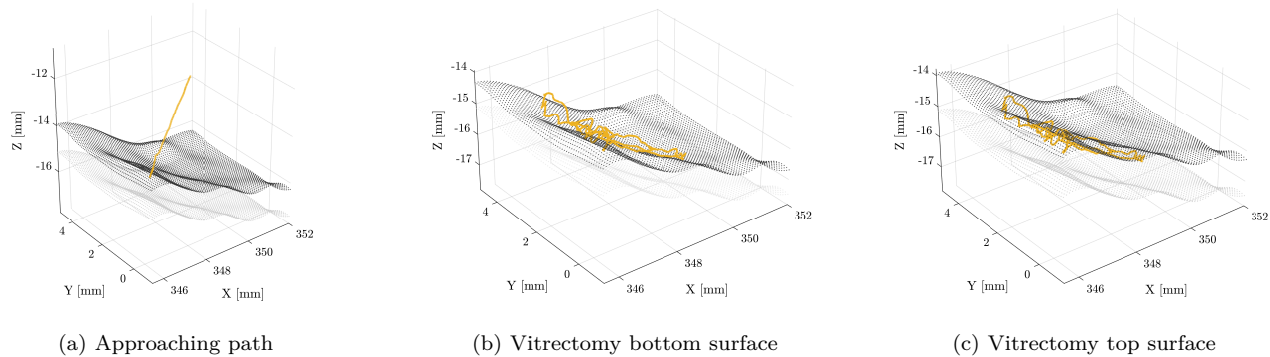 -12
-14
-16
Z [mm]
4
2
0
Y [mm]
346
348
350
352
X [mm]
(a) Approaching path
-14
-15
-16
-17
Z [mm]
4
2
0
Y [mm]
346
348
350
352
X [mm]
(b) Vitrectomy bottom surface
-14
-15
-16
-17
Z [mm]
4
2
0
Y [mm]
346
348
350
352
X [mm]
(c) Vitrectomy top surface